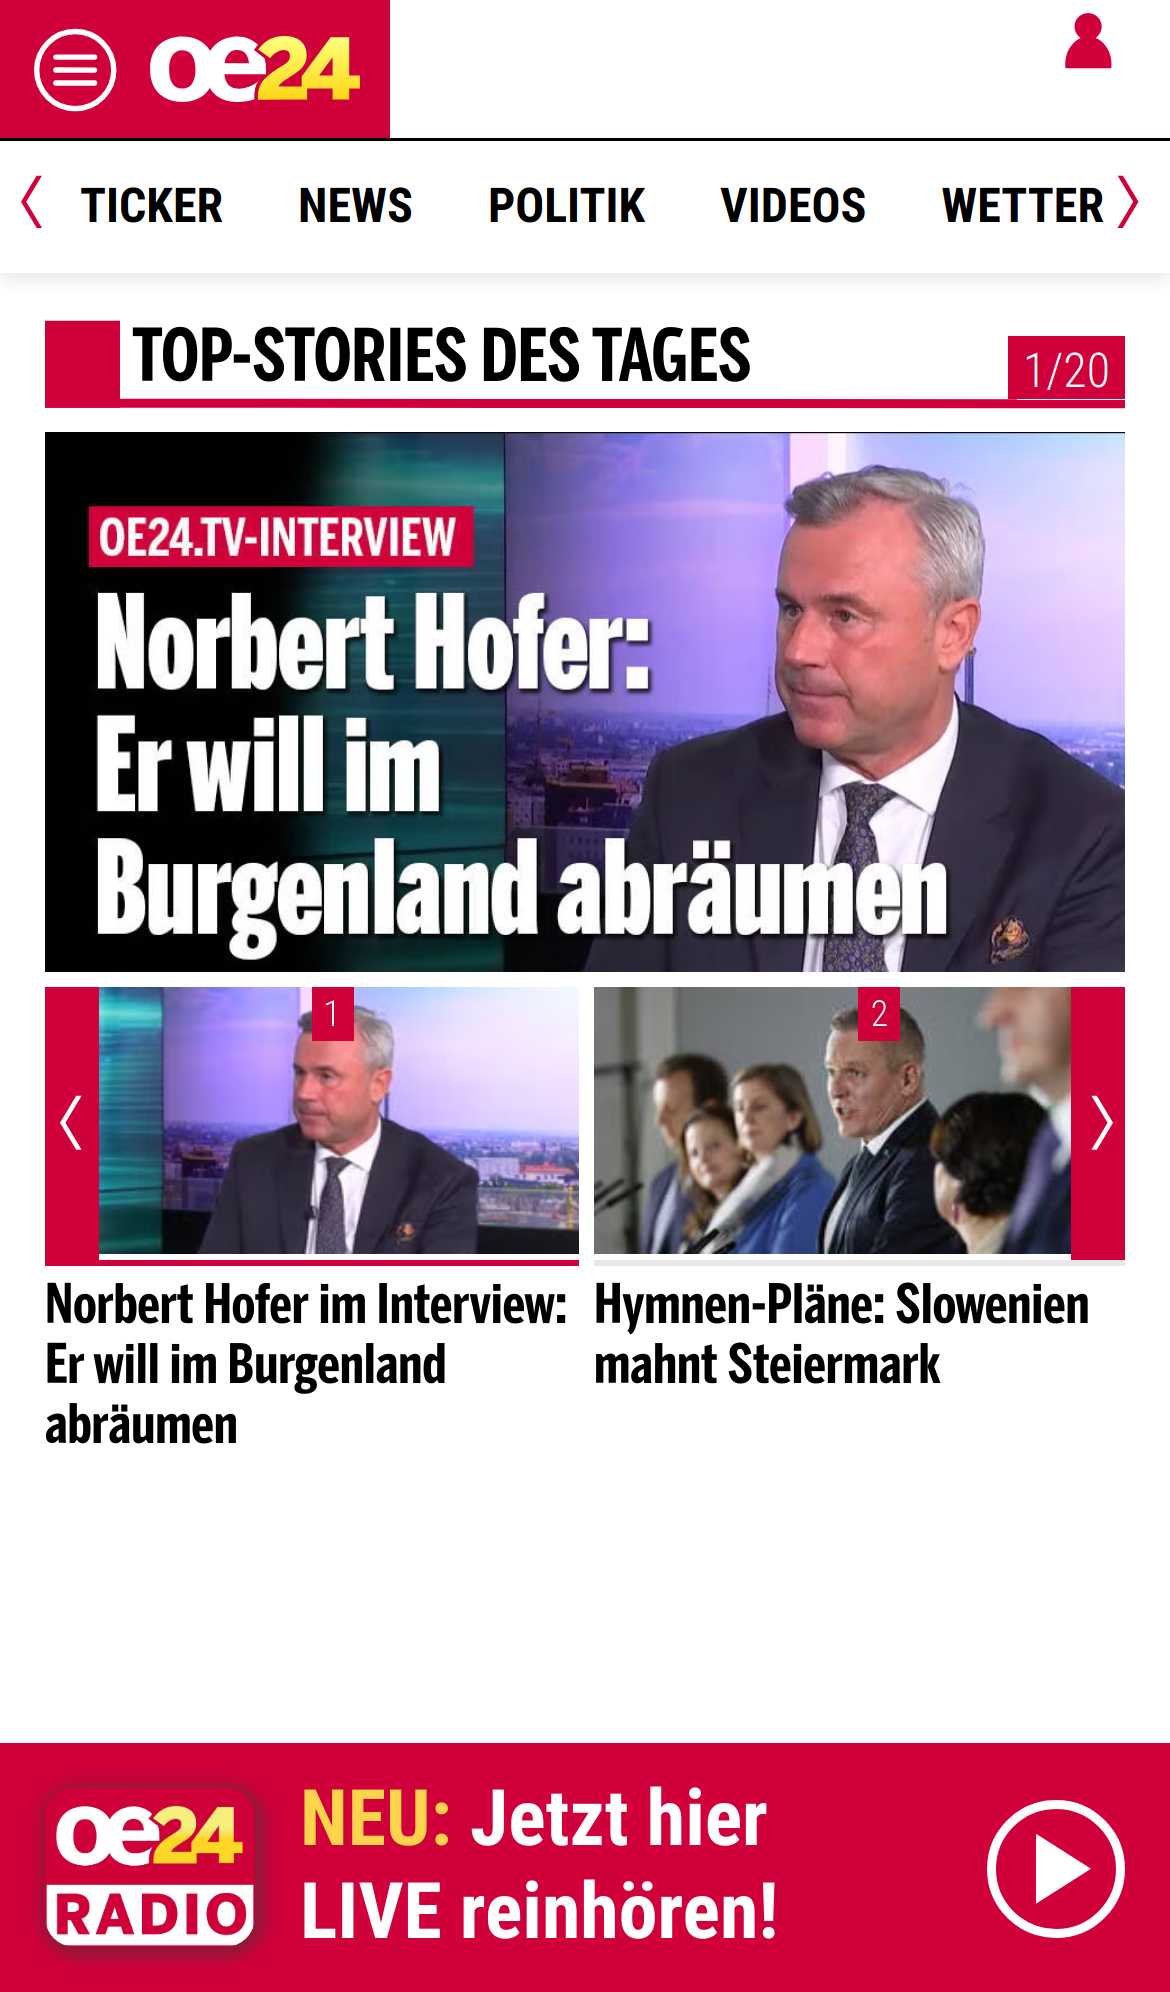 oe24
TICKER NEWS POLITIK VIDEOS WETTER
TOP-STORIES DES TAGES
1/20
OE24.TV-INTERVIEW
Norbert Hofer:
Er will im
Burgenland abräumen
1
2
Norbert Hofer im Interview:
Er will im Burgenland
abräumen
Hymnen-Pläne: Slowenien
mahnt Steiermark
oe24
RADIO
NEU: Jetzt hier
LIVE reinhören!